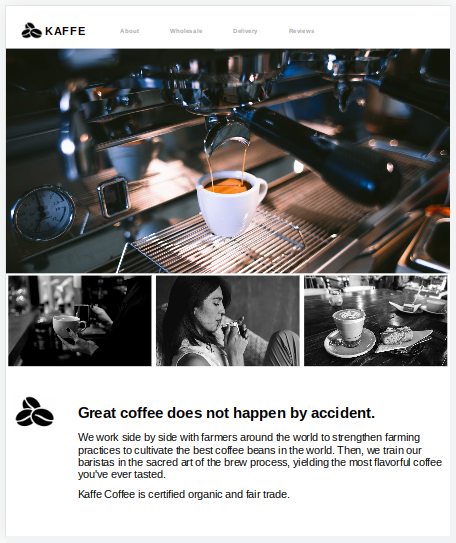 KAFFE
About
Wholesale
Delivery
Reviews
Great coffee does not happen by accident.
We work side by side with farmers around the world to strengthen farming
practices to cultivate the best coffee beans in the world. Then, we train our
baristas in the sacred art of the brew process, yielding the most flavorful coffee
you've ever tasted.
Kaffe Coffee is certified organic and fair trade.